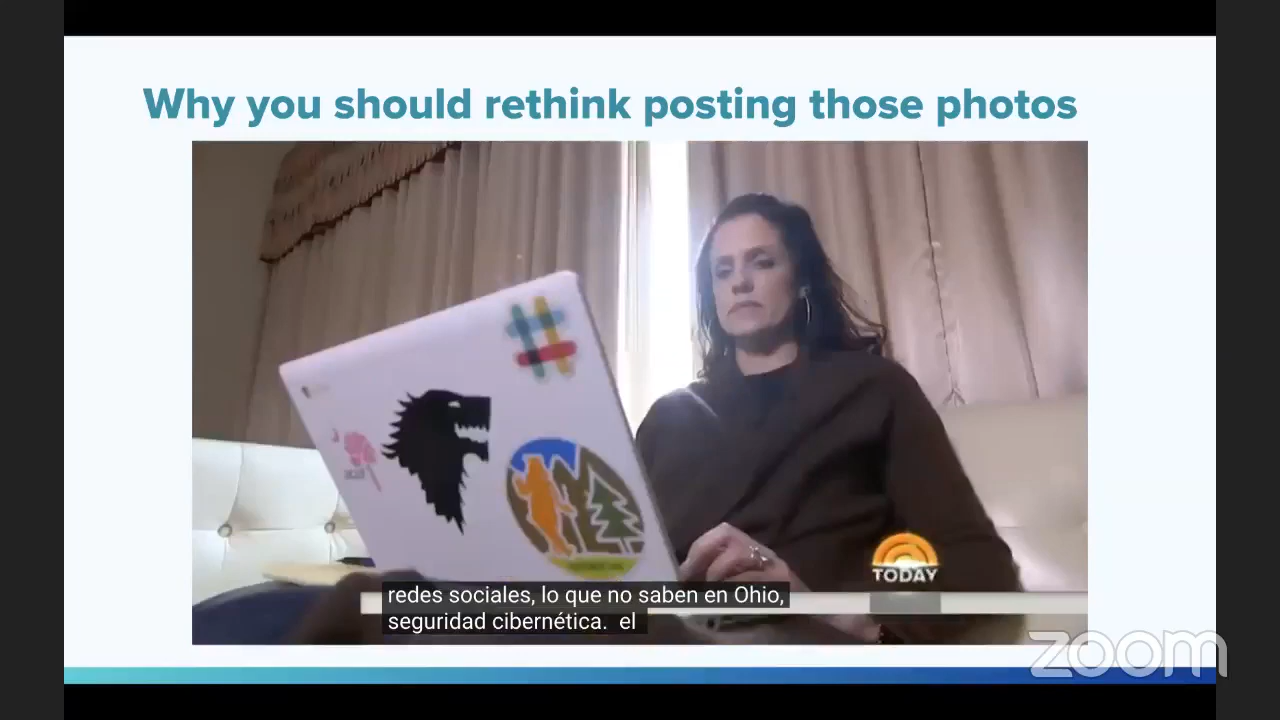 Why you should rethink posting those photos
TODAY
redes sociales, lo que no saben en Ohio,
seguridad cibernética.  el
zoom